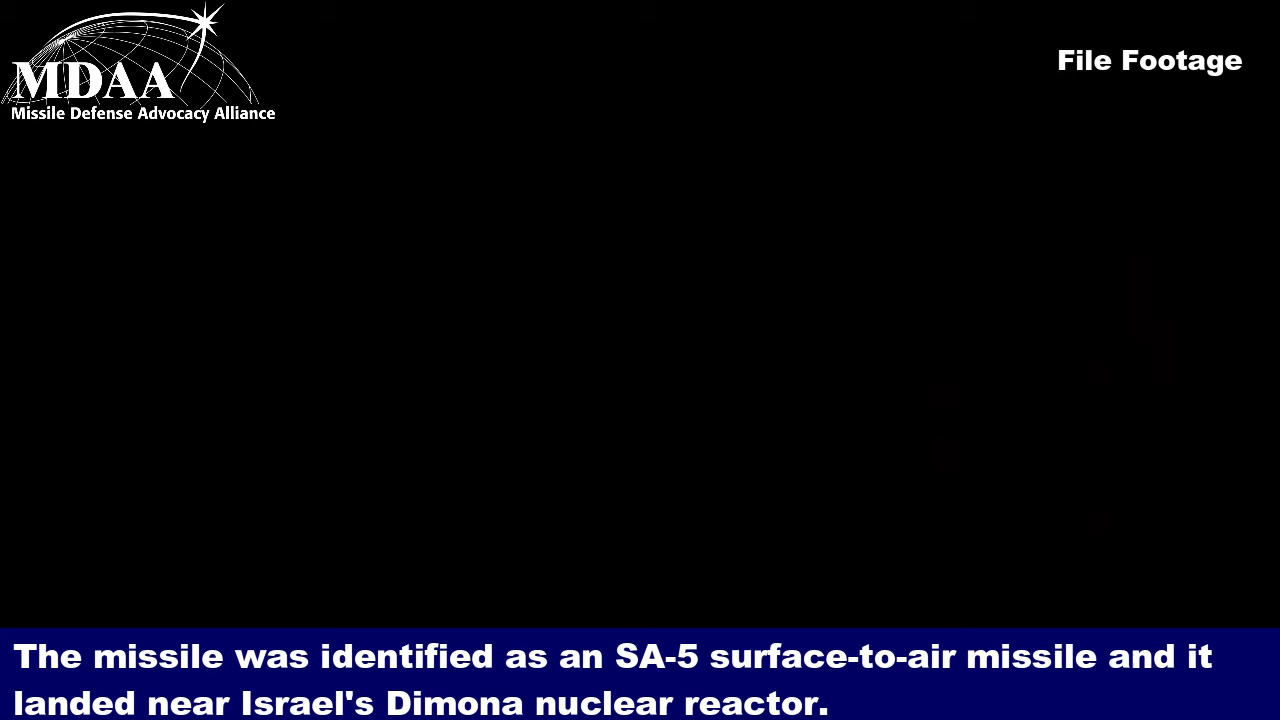 MDAA
Missile Defense Advocacy Alliance
File Footage
The missile was identified as an SA-5 surface-to-air missile and it
landed near Israel's Dimona nuclear reactor.